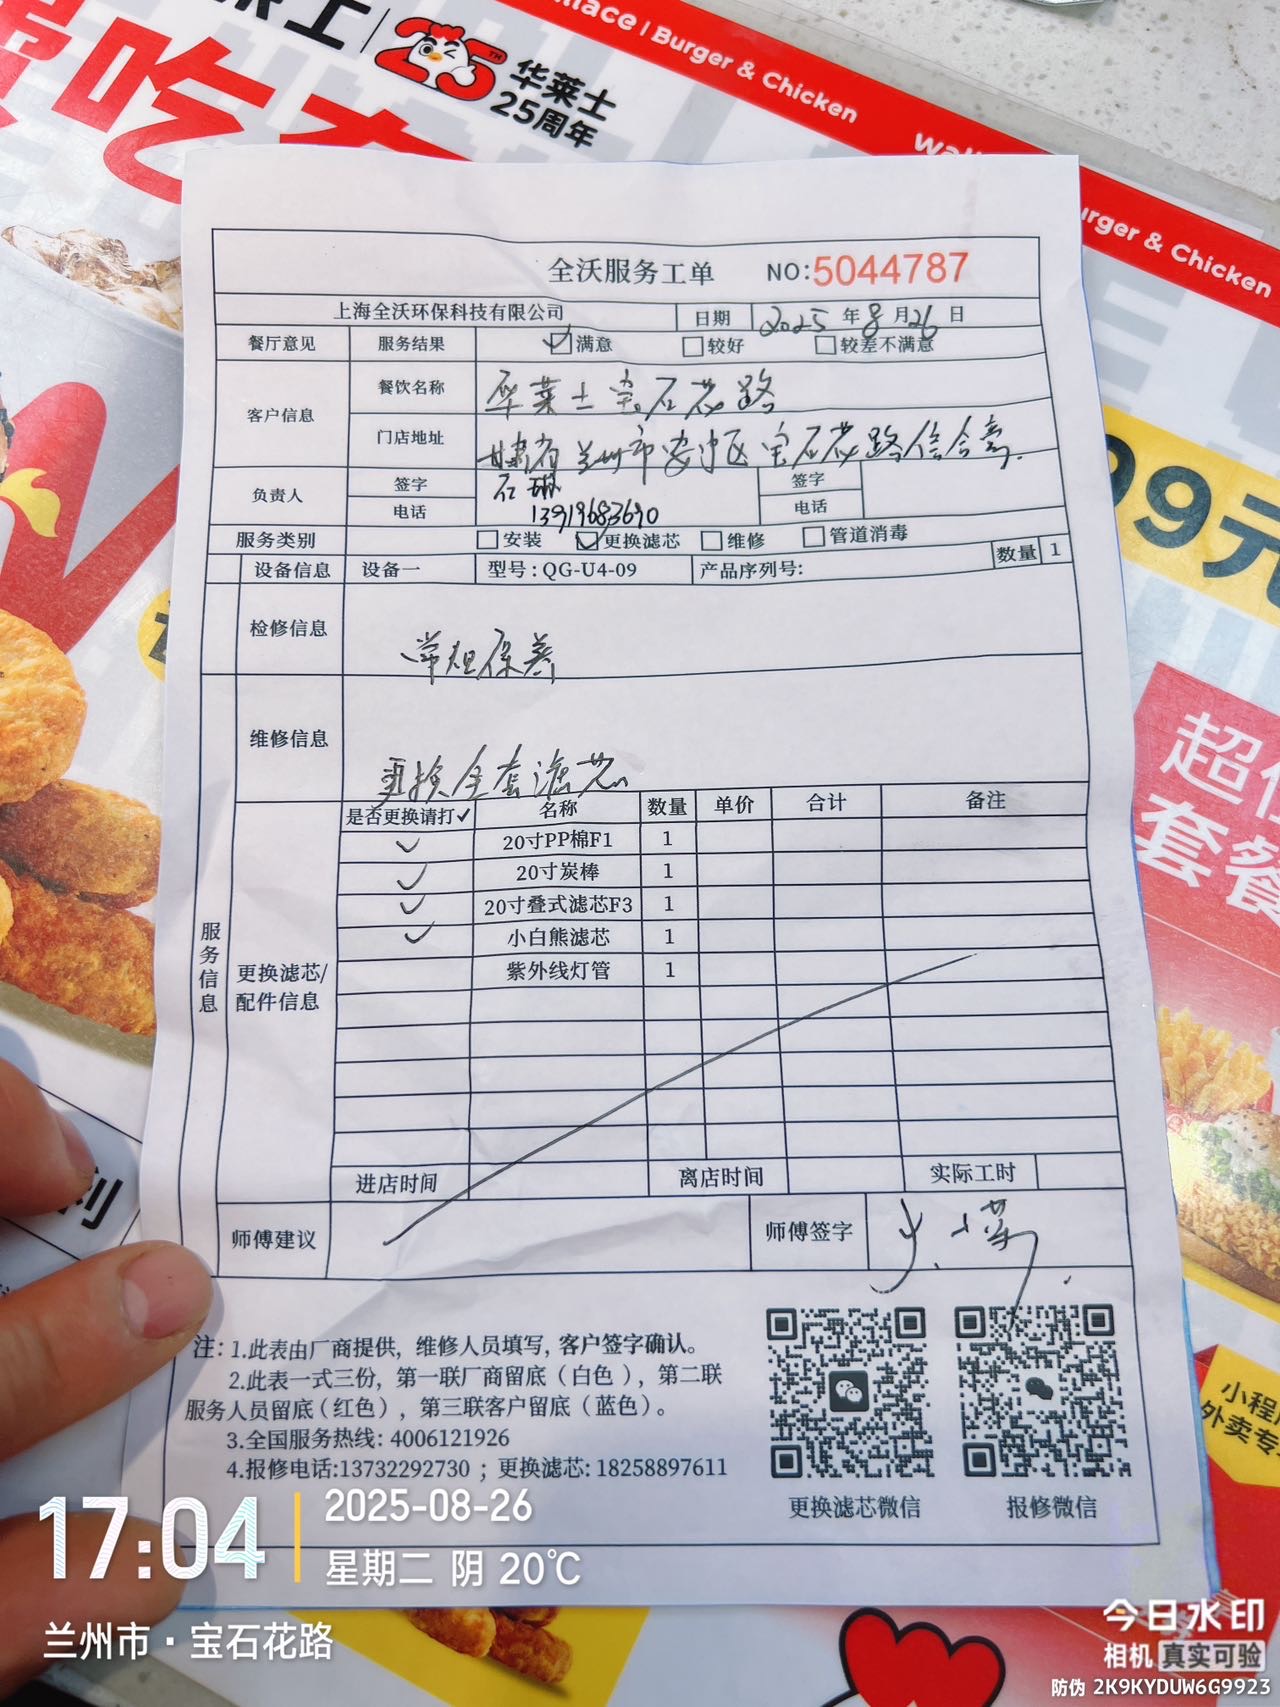 华莱士
25周年
Burger & Chicken
Burger & Chicken
全沃服务工单 NO:5044787
上海全沃环保科技有限公司 日期 2025 年 8 月 26 日
餐厅意见 服务结果 ☑满意 □较好 □较差不满意
客户信息 餐饮名称 华莱士宝石花路
门店地址 甘肃省兰州市安宁区宝石花路
负责人 签字 签字
电话 13919683690 电话
服务类别 □安装 ☑更换滤芯 □维修 □管道消毒
设备信息 设备一 型号:QG-U4-09 产品序列号: 数量 1
服务信息
检修信息 常规保养
维修信息 更换全套滤芯
更换滤芯/配件信息
是否更换请打✓ 名称 数量 单价 合计 备注
✓ 20寸PP棉F1 1
✓ 20寸炭棒 1
✓ 20寸叠式滤芯F3 1
✓ 小白熊滤芯 1
紫外线灯管 1
进店时间 离店时间 实际工时
师傅建议 师傅签字
注:1.此表由厂商提供,维修人员填写,客户签字确认。
2.此表一式三份,第一联厂商留底(白色),第二联
服务人员留底(红色),第三联客户留底(蓝色)。
3.全国服务热线:4006121926
4.报修电话:13732292730;更换滤芯:18258897611
更换滤芯微信 报修微信
99元
超值
套餐
17:04
2025-08-26
星期二 阴 20℃
兰州市·宝石花路
今日水印
相机 真实可验
防伪 2K9KYDUW6G9923